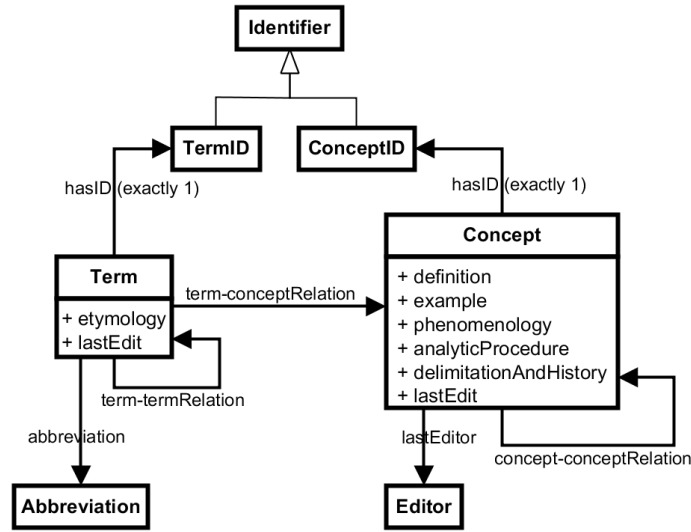 Identifier
TermID
ConceptID
hasID (exactly 1)
hasID (exactly 1)
Concept
+ definition
+ example
+ phenomenology
+ analyticProcedure
+ delimitationAndHistory
+ lastEdit
Term
+ etymology
+ lastEdit
term-conceptRelation
term-termRelation
abbreviation
lastEditor
concept-conceptRelation
Abbreviation
Editor